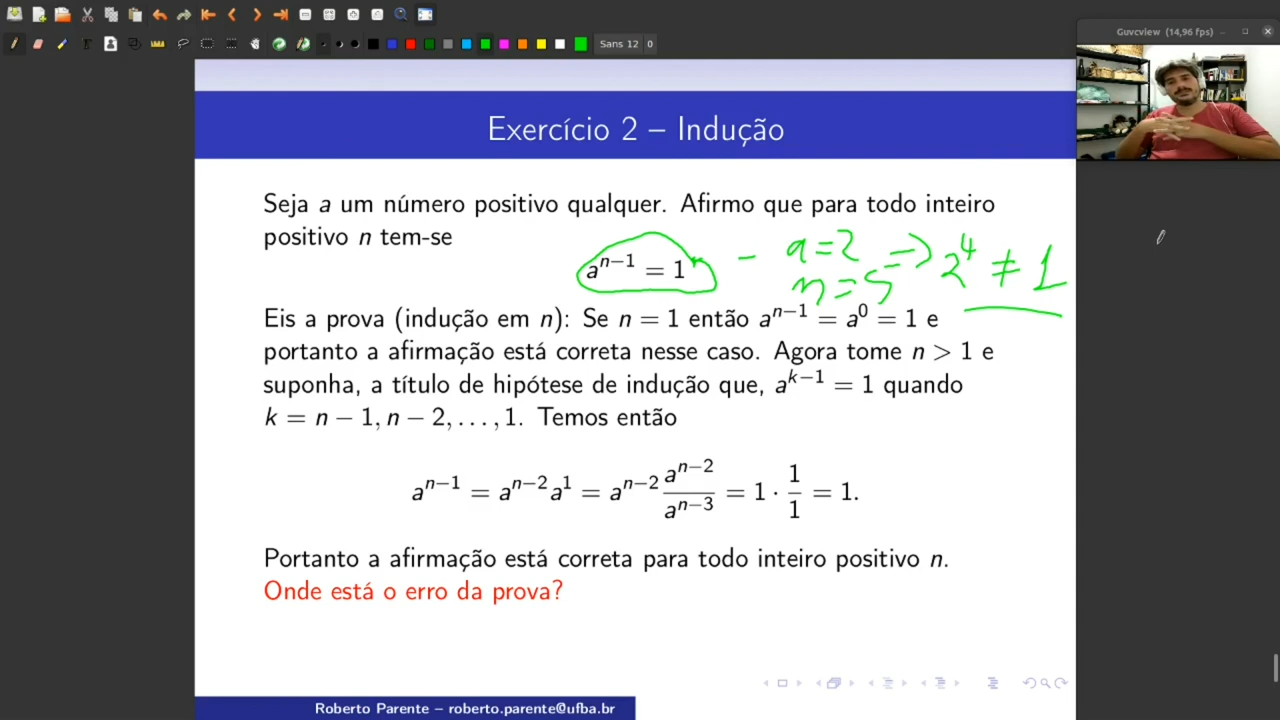 Sans 12 0
Guvcview (14,96 fps)
Exercício 2 – Indução
Seja a um número positivo qualquer. Afirmo que para todo inteiro
positivo n tem-se
a^{n−1} = 1
– a=2
n=5
=> 2^4 ≠ 1
Eis a prova (indução em n): Se n = 1 então a^{n−1} = a^0 = 1 e
portanto a afirmação está correta nesse caso. Agora tome n > 1 e
suponha, a título de hipótese de indução que, a^{k−1} = 1 quando
k = n − 1, n − 2, . . . , 1. Temos então
a^{n−1} = a^{n−2}a^1 = a^{n−2} \frac{a^{n−2}}{a^{n−3}} = 1 · \frac{1}{1} = 1.
Portanto a afirmação está correta para todo inteiro positivo n.
Onde está o erro da prova?
Roberto Parente – roberto.parente@ufba.br